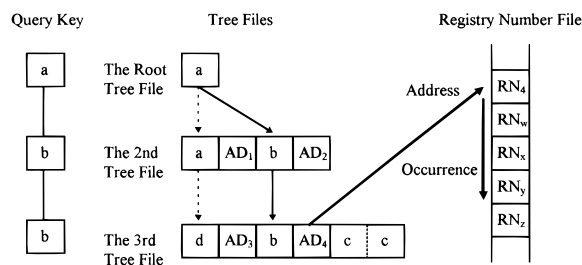 Query Key Tree Files Registry Number File
a The Root Tree File a
Address RN₄
RNw
b The 2nd Tree File a AD₁ b AD₂ RNₓ
Occurrence RNy
RNz
b The 3rd Tree File d AD₃ b AD₄ c c